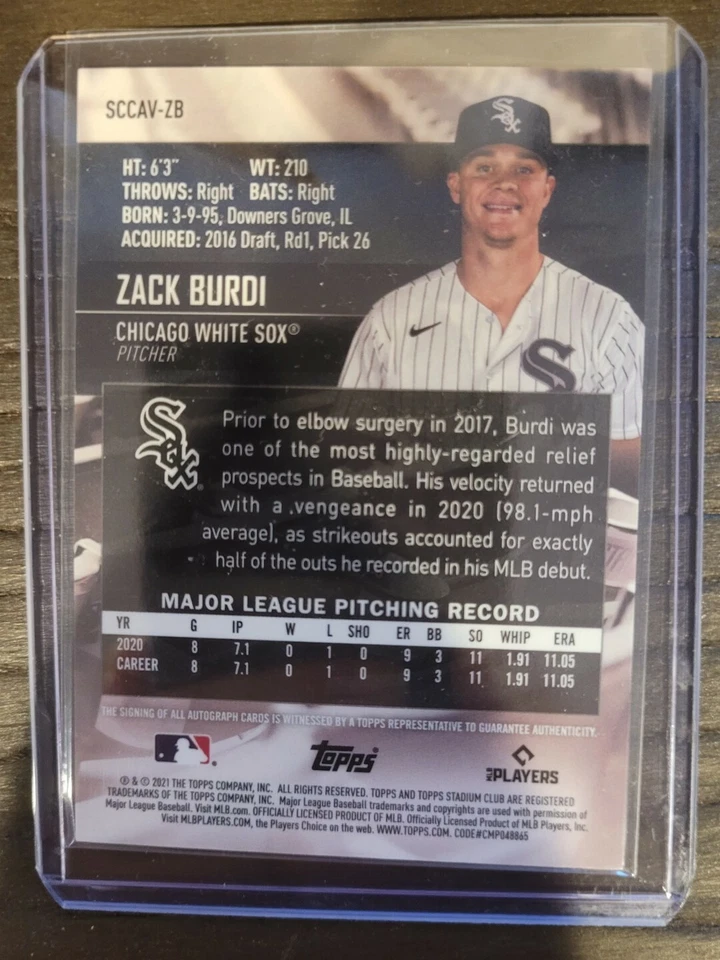 SCCAV-ZB
HT: 6'3" WT: 210
THROWS: Right BATS: Right
BORN: 3-9-95, Downers Grove, IL
ACQUIRED: 2016 Draft, Rd1, Pick 26
ZACK BURDI
CHICAGO WHITE SOX®
PITCHER
Sox
Prior to elbow surgery in 2017, Burdi was
one of the most highly-regarded relief
prospects in Baseball. His velocity returned
with a vengeance in 2020 (98.1-mph
average), as strikeouts accounted for exactly
half of the outs he recorded in his MLB debut.
MAJOR LEAGUE PITCHING RECORD
YR G IP W L SHO ER BB SO WHIP ERA
2020 8 7.1 0 1 0 9 3 11 1.91 11.05
CAREER 8 7.1 0 1 0 9 3 11 1.91 11.05
THE SIGNING OF ALL AUTOGRAPH CARDS IS WITNESSED BY A TOPPS REPRESENTATIVE TO GUARANTEE AUTHENTICITY.
topps®
MLB PLAYERS
® & © 2021 THE TOPPS COMPANY, INC. ALL RIGHTS RESERVED. TOPPS AND TOPPS STADIUM CLUB ARE REGISTERED
TRADEMARKS OF THE TOPPS COMPANY, INC. Major League Baseball trademarks and copyrights are used with permission of
Major League Baseball. Visit MLB.com. OFFICIALLY LICENSED PRODUCT OF MLB. Officially Licensed Product of MLB Players, Inc.
Visit MLBPLAYERS.COM, the Players Choice on the web. WWW.TOPPS.COM. CODE#CMP048865